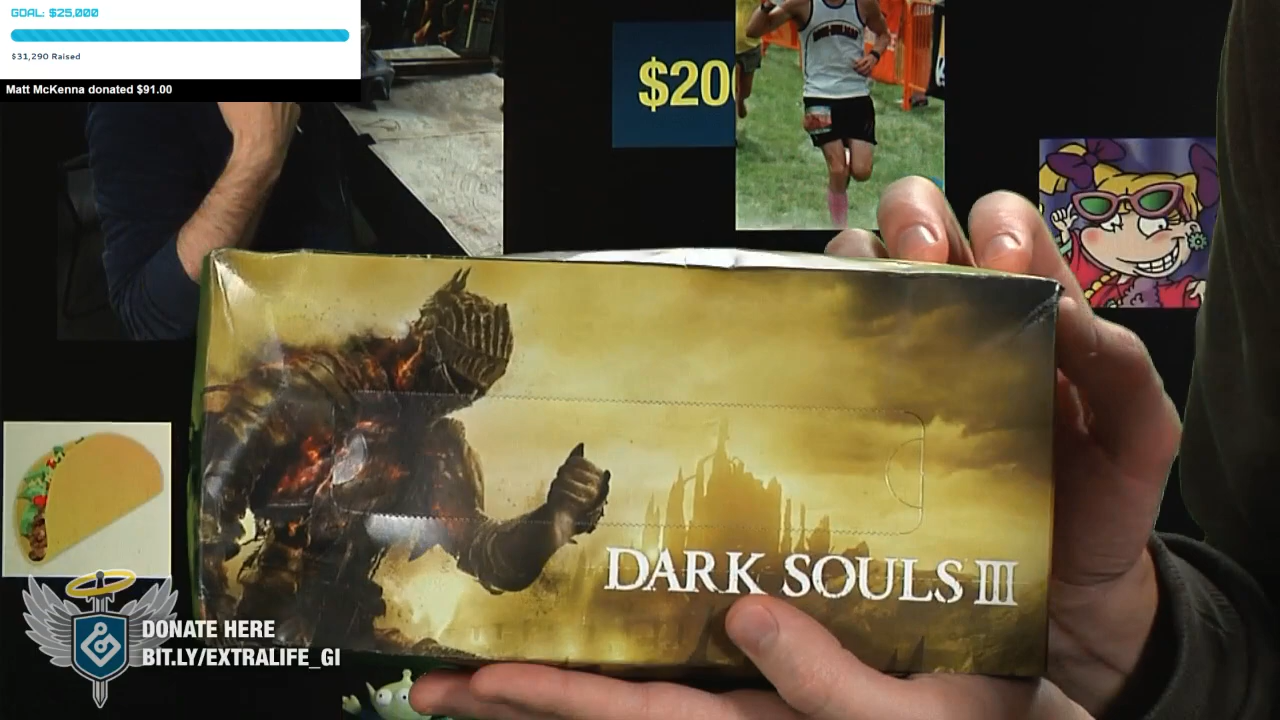 GOAL: $25,000
$31,290 Raised
Matt McKenna donated $91.00
$20
DARK SOULS III
DONATE HERE
BIT.LY/EXTRALIFE_GI